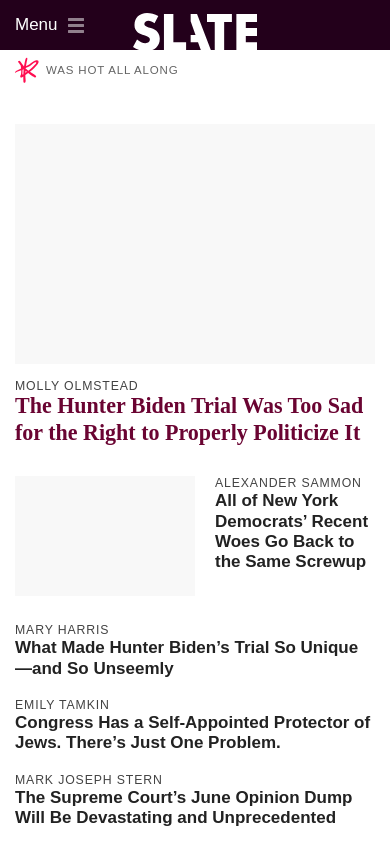 Menu
SLATE
WAS HOT ALL ALONG
MOLLY OLMSTEAD
The Hunter Biden Trial Was Too Sad
for the Right to Properly Politicize It
ALEXANDER SAMMON
All of New York
Democrats’ Recent
Woes Go Back to
the Same Screwup
MARY HARRIS
What Made Hunter Biden’s Trial So Unique
—and So Unseemly
EMILY TAMKIN
Congress Has a Self-Appointed Protector of
Jews. There’s Just One Problem.
MARK JOSEPH STERN
The Supreme Court’s June Opinion Dump
Will Be Devastating and Unprecedented